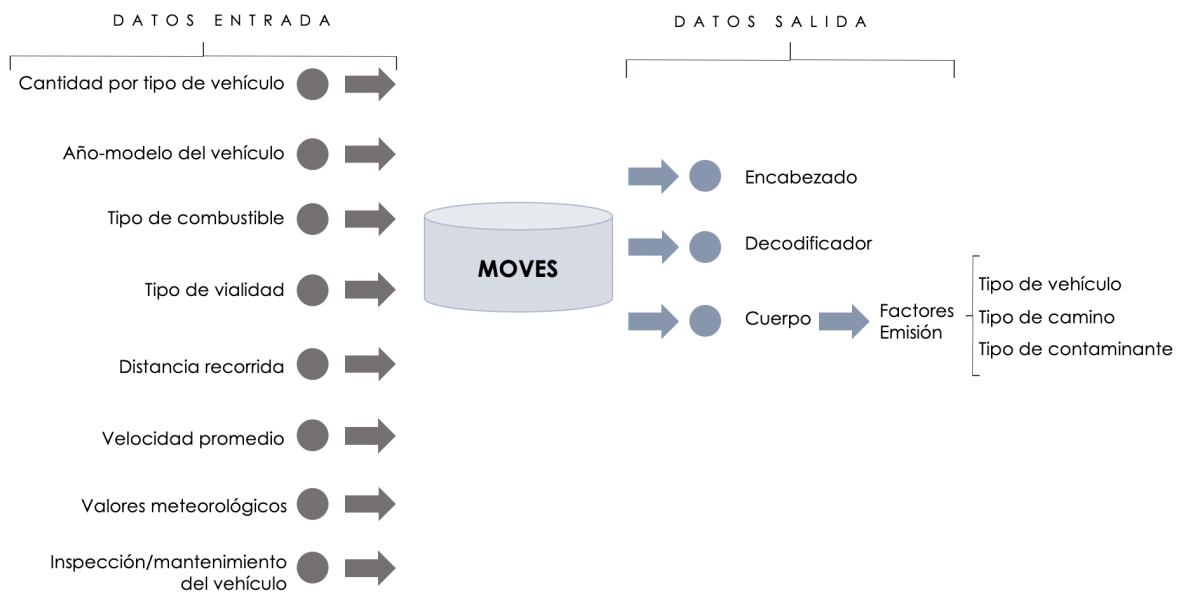 DATOS ENTRADA
Cantidad por tipo de vehículo
Año-modelo del vehículo
Tipo de combustible
Tipo de vialidad
Distancia recorrida
Velocidad promedio
Valores meteorológicos
Inspección/mantenimiento
del vehículo
MOVES
DATOS SALIDA
Encabezado
Decodificador
Cuerpo
Factores
Emisión
Tipo de vehículo
Tipo de camino
Tipo de contaminante